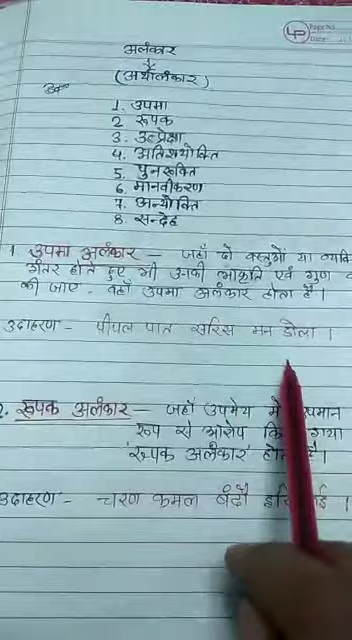 अलंकार
(अर्थालंकार)
1. उपमा
2 रूपक
3. उत्प्रेक्षा
4. अतिशयोक्ति
5. पुनरूक्ति
6. मानवीकरण
7. अन्योक्ति
8. सन्देह
1. उपमा अलंकार – जहाँ दो वस्तुओं या
अंतर होते हुए भी उनकी आकृति एवं गुण
की जाए. वहाँ उपमा अलंकार होता है।
उदाहरण - पीपल पात सरिस मन डोला।
2. रूपक अलंकार – जहाँ उपमेय में
रूप से आरोप गया
'रूपक अलंकार' है।
उदाहरण - चरण कमल बंदौ